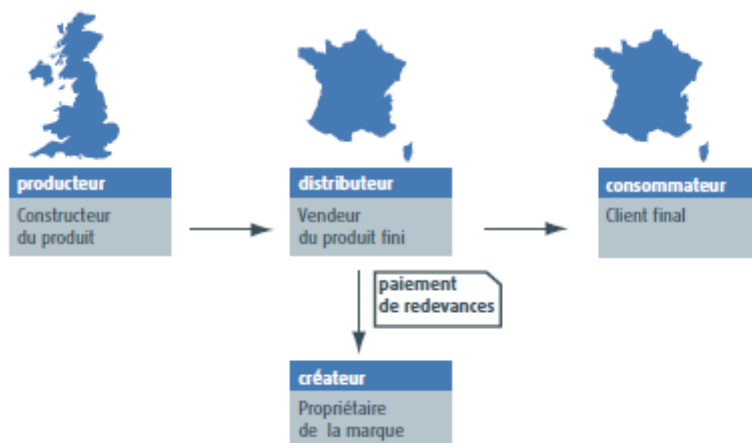 producteur
Constructeur
du produit
distributeur
Vendeur
du produit fini
consommateur
Client final
paiement
de redevances
créateur
Propriétaire
de la marque